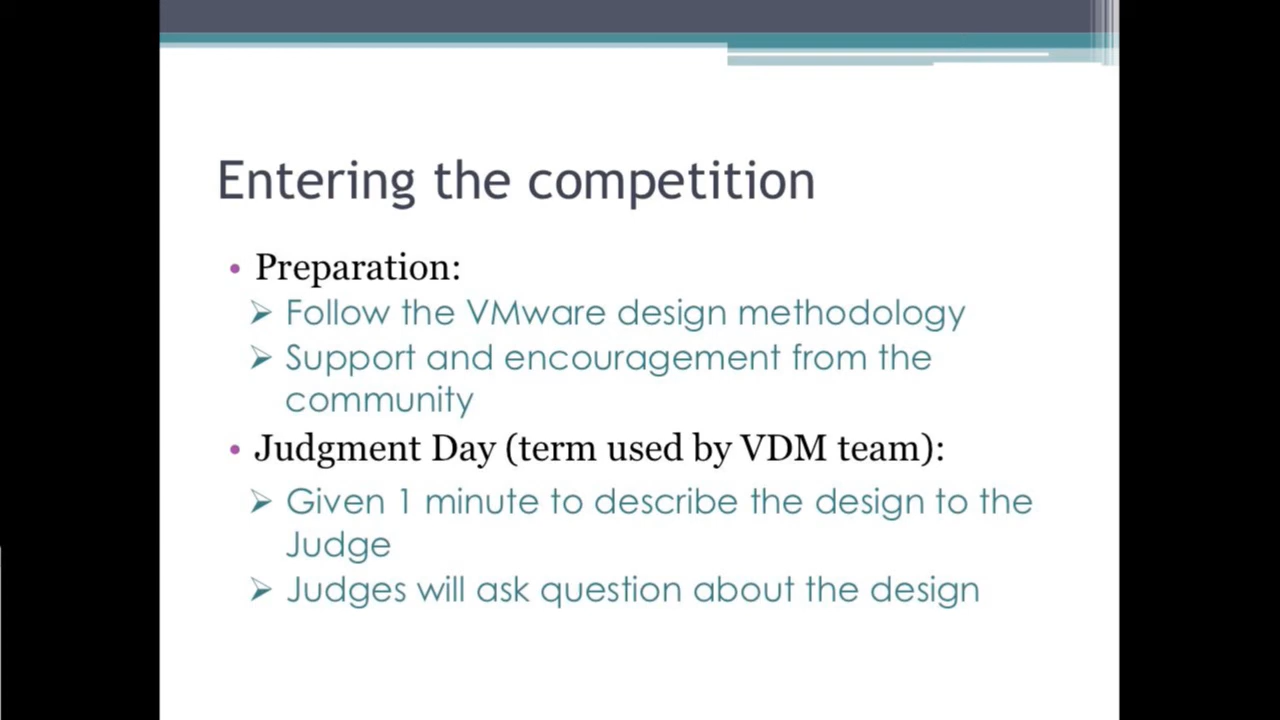 Entering the competition
• Preparation:
➢ Follow the VMware design methodology
➢ Support and encouragement from the
community
• Judgment Day (term used by VDM team):
➢ Given 1 minute to describe the design to the
Judge
➢ Judges will ask question about the design